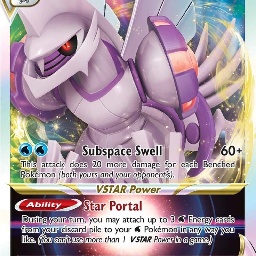 Subspace Swell 60+
This attack does 20 more damage for each Benched
Pokémon (both yours and your opponent's).
VSTAR Power
Ability Star Portal
During your turn, you may attach up to 3 Energy cards
from your discard pile to your Pokémon in any way you
like. (You can't use more than 1 VSTAR Power in a game.)